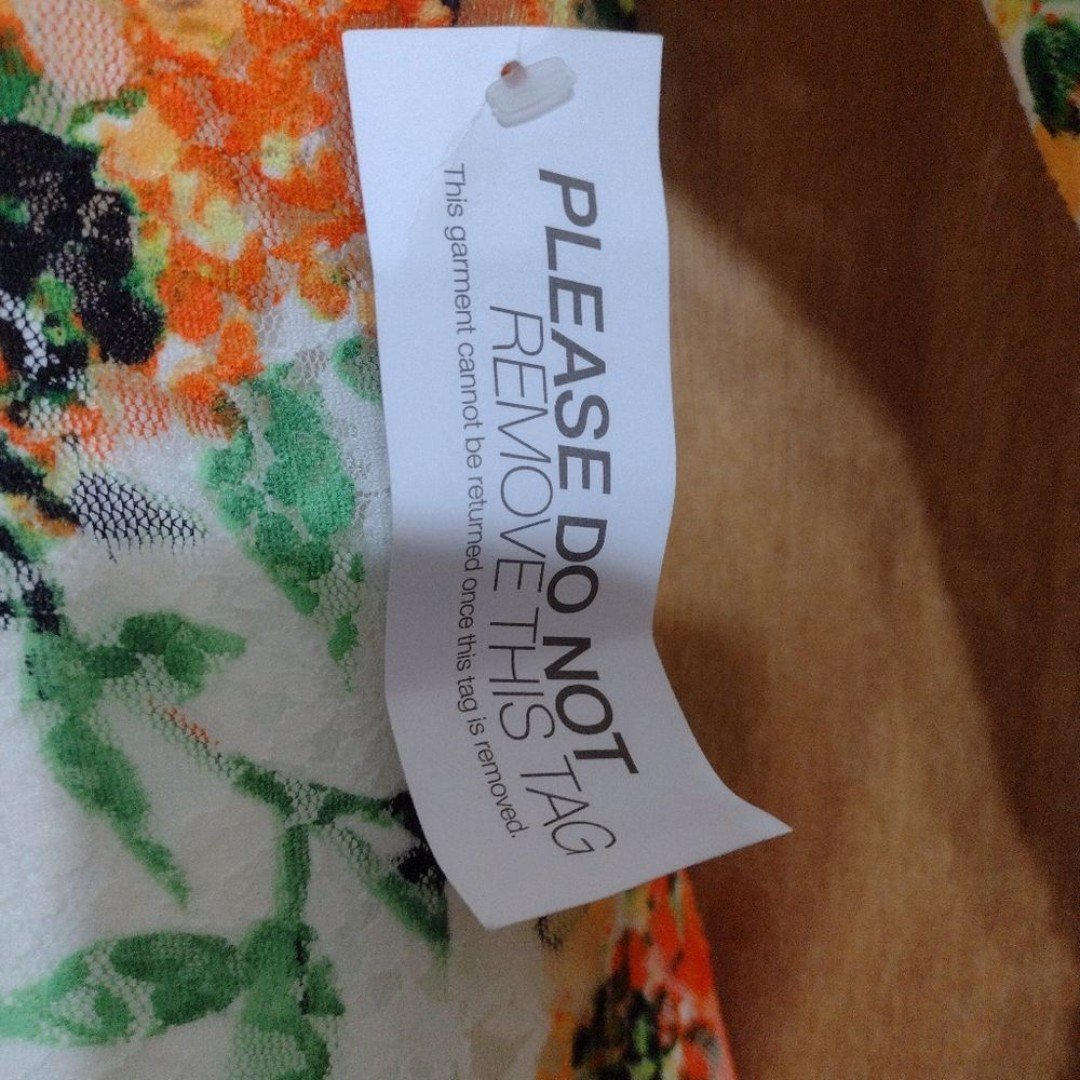 PLEASE DO NOT
REMOVE THIS TAG
This garment cannot be returned once this tag is removed.